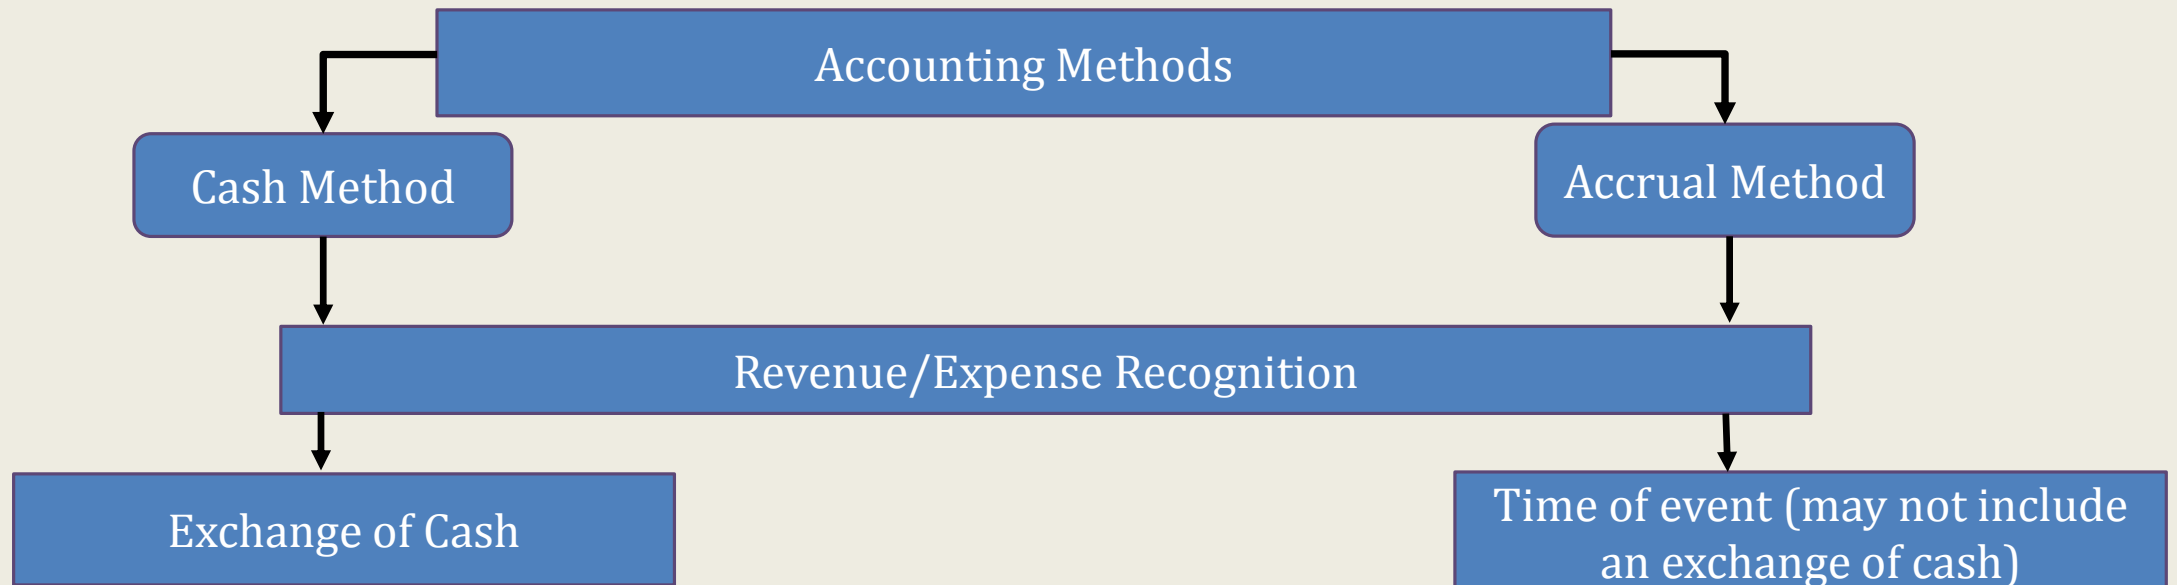 Accounting Methods
Cash Method
Accrual Method
Revenue/Expense Recognition
Exchange of Cash
Time of event (may not include
an exchange of cash)